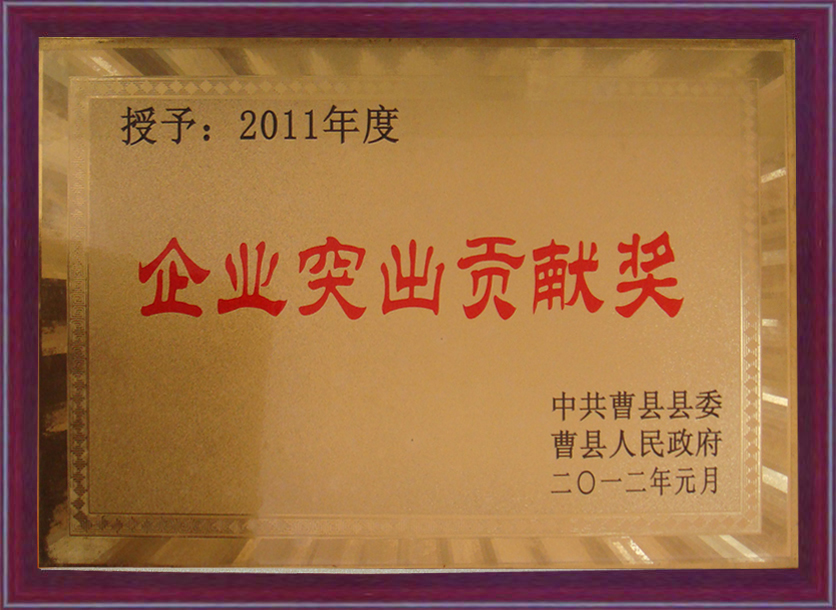 授予：2011年度
企业突出贡献奖
中共曹县县委
曹县人民政府
二〇一二年元月